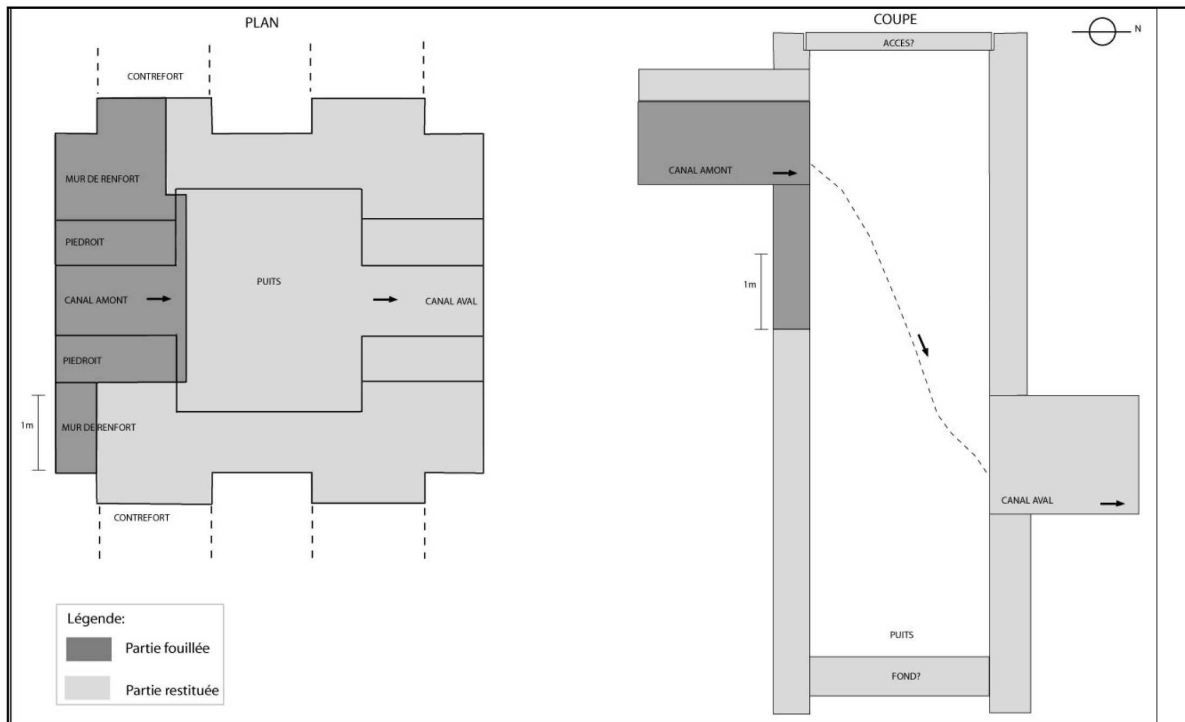 PLAN
CONTREFORT
MUR DE RENFORT
PIEDROIT
CANAL AMONT
PUITS
CANAL AVAL
PIEDROIT
1m
MUR DE RENFORT
CONTREFORT
Légende:
Partie fouillée
Partie restituée
COUPE
N
ACCES?
CANAL AMONT
1m
CANAL AVAL
PUITS
FOND?